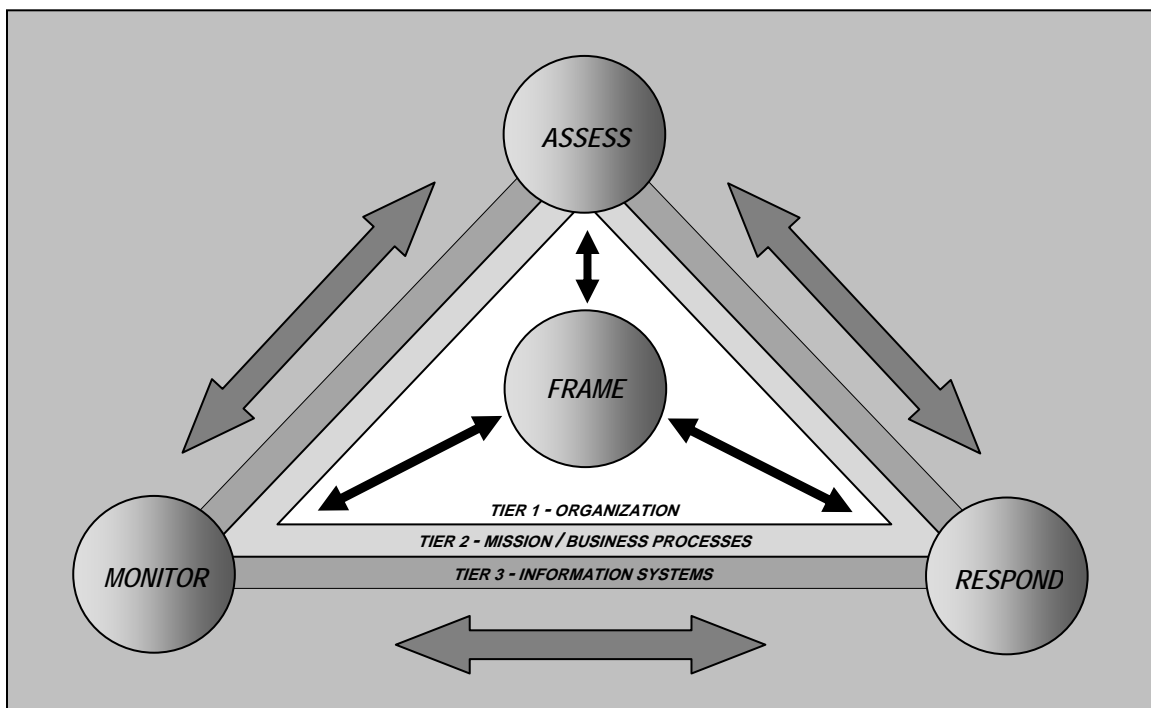 ASSESS
FRAME
TIER 1 - ORGANIZATION
TIER 2 - MISSION / BUSINESS PROCESSES
MONITOR
TIER 3 - INFORMATION SYSTEMS
RESPOND